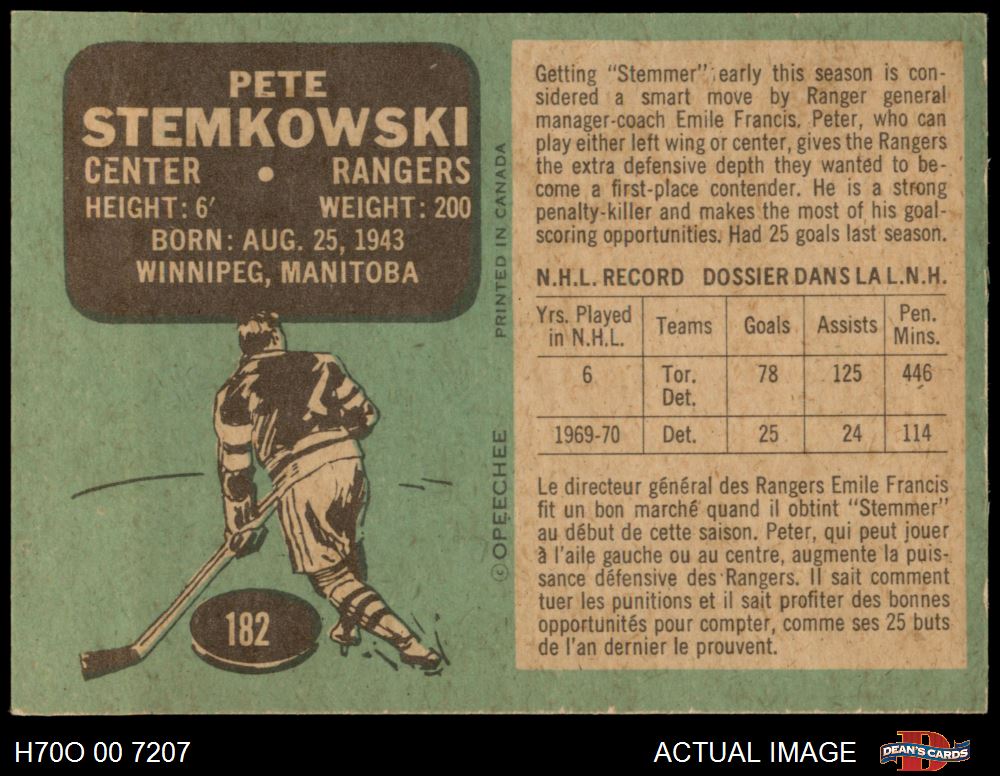 PETE
STEMKOWSKI
CENTER • RANGERS
HEIGHT: 6′ WEIGHT: 200
BORN: AUG. 25, 1943
WINNIPEG, MANITOBA
182
©OPEECHEE PRINTED IN CANADA
Getting "Stemmer" early this season is con-
sidered a smart move by Ranger general
manager-coach Emile Francis. Peter, who can
play either left wing or center, gives the Rangers
the extra defensive depth they wanted to be-
come a first-place contender. He is a strong
penalty-killer and makes the most of his goal-
scoring opportunities. Had 25 goals last season.
N.H.L. RECORD DOSSIER DANS LA L.N.H.
Yrs. Played Teams Goals Assists Pen.
in N.H.L. Mins.
6 Tor. 78 125 446
Det.
1969-70 Det. 25 24 114
Le directeur général des Rangers Emile Francis
fit un bon marché quand il obtint "Stemmer"
au début de cette saison. Peter, qui peut jouer
à l'aile gauche ou au centre, augmente la puis-
sance défensive des Rangers. Il sait comment
tuer les punitions et il sait profiter des bonnes
opportunités pour compter, comme ses 25 buts
de l'an dernier le prouvent.
H70O 00 7207 ACTUAL IMAGE DEAN'S CARDS